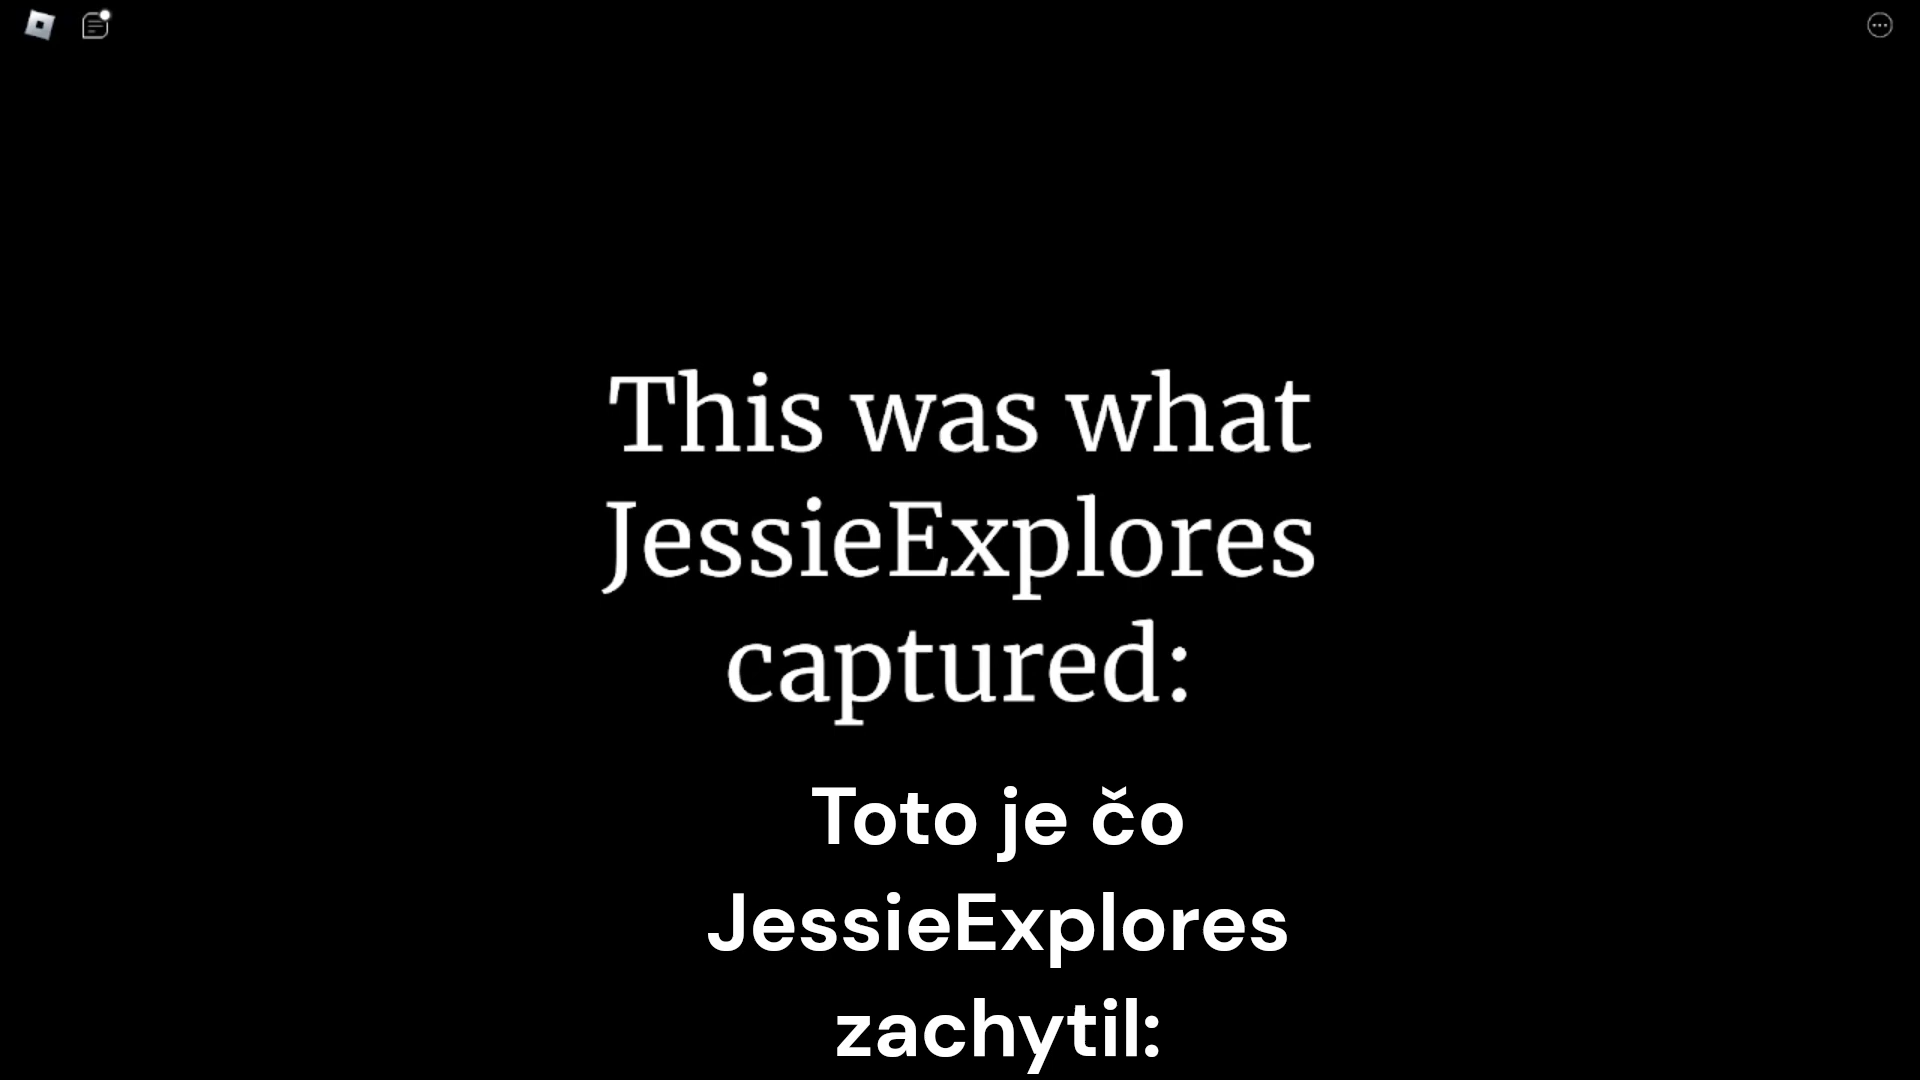 This was what
JessieExplores
captured:
Toto je čo
JessieExplores
zachytil: